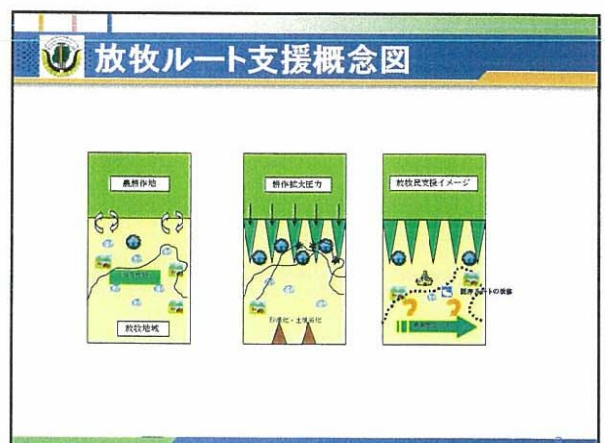 放牧ルート支援概念図
農耕作地
放牧地域
耕作拡大圧力
砂漠化・土壌劣化
放牧民支援イメージ